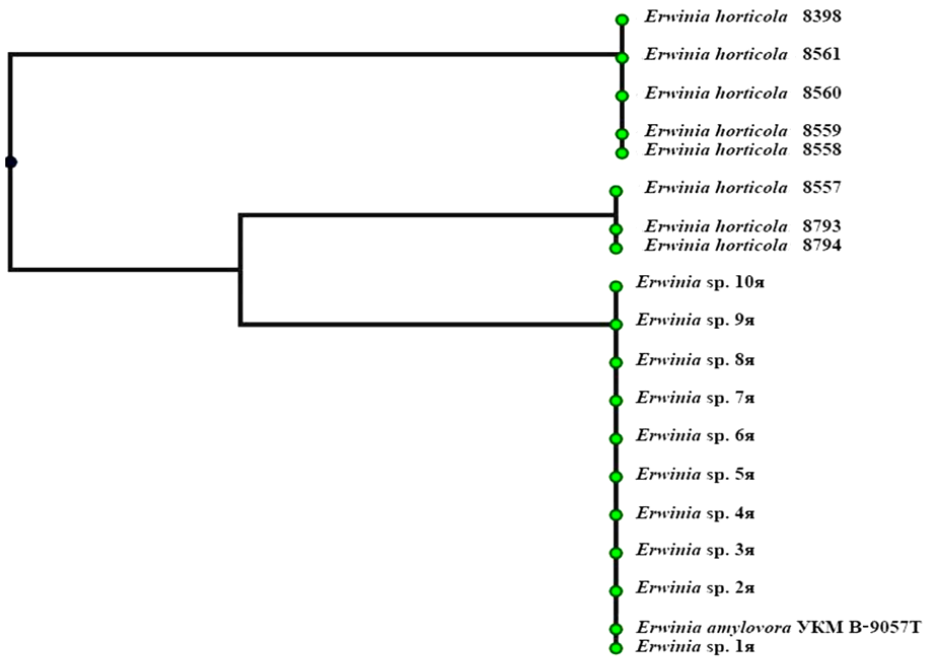 Erwinia horticola 8398
Erwinia horticola 8561
Erwinia horticola 8560
Erwinia horticola 8559
Erwinia horticola 8558
Erwinia horticola 8557
Erwinia horticola 8793
Erwinia horticola 8794
Erwinia sp. 10я
Erwinia sp. 9я
Erwinia sp. 8я
Erwinia sp. 7я
Erwinia sp. 6я
Erwinia sp. 5я
Erwinia sp. 4я
Erwinia sp. 3я
Erwinia sp. 2я
Erwinia amylovora УКМ В-9057Т
Erwinia sp. 1я